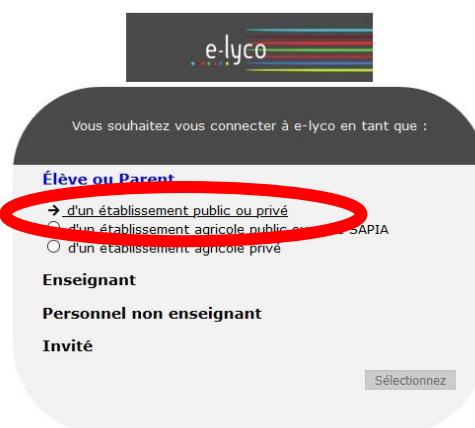 e-lyco
Vous souhaitez vous connecter à e-lyco en tant que :
Élève ou Parent
→ d'un établissement public ou privé
d'un établissement agricole public SAPIA
d'un établissement agricole privé
Enseignant
Personnel non enseignant
Invité
Sélectionnez